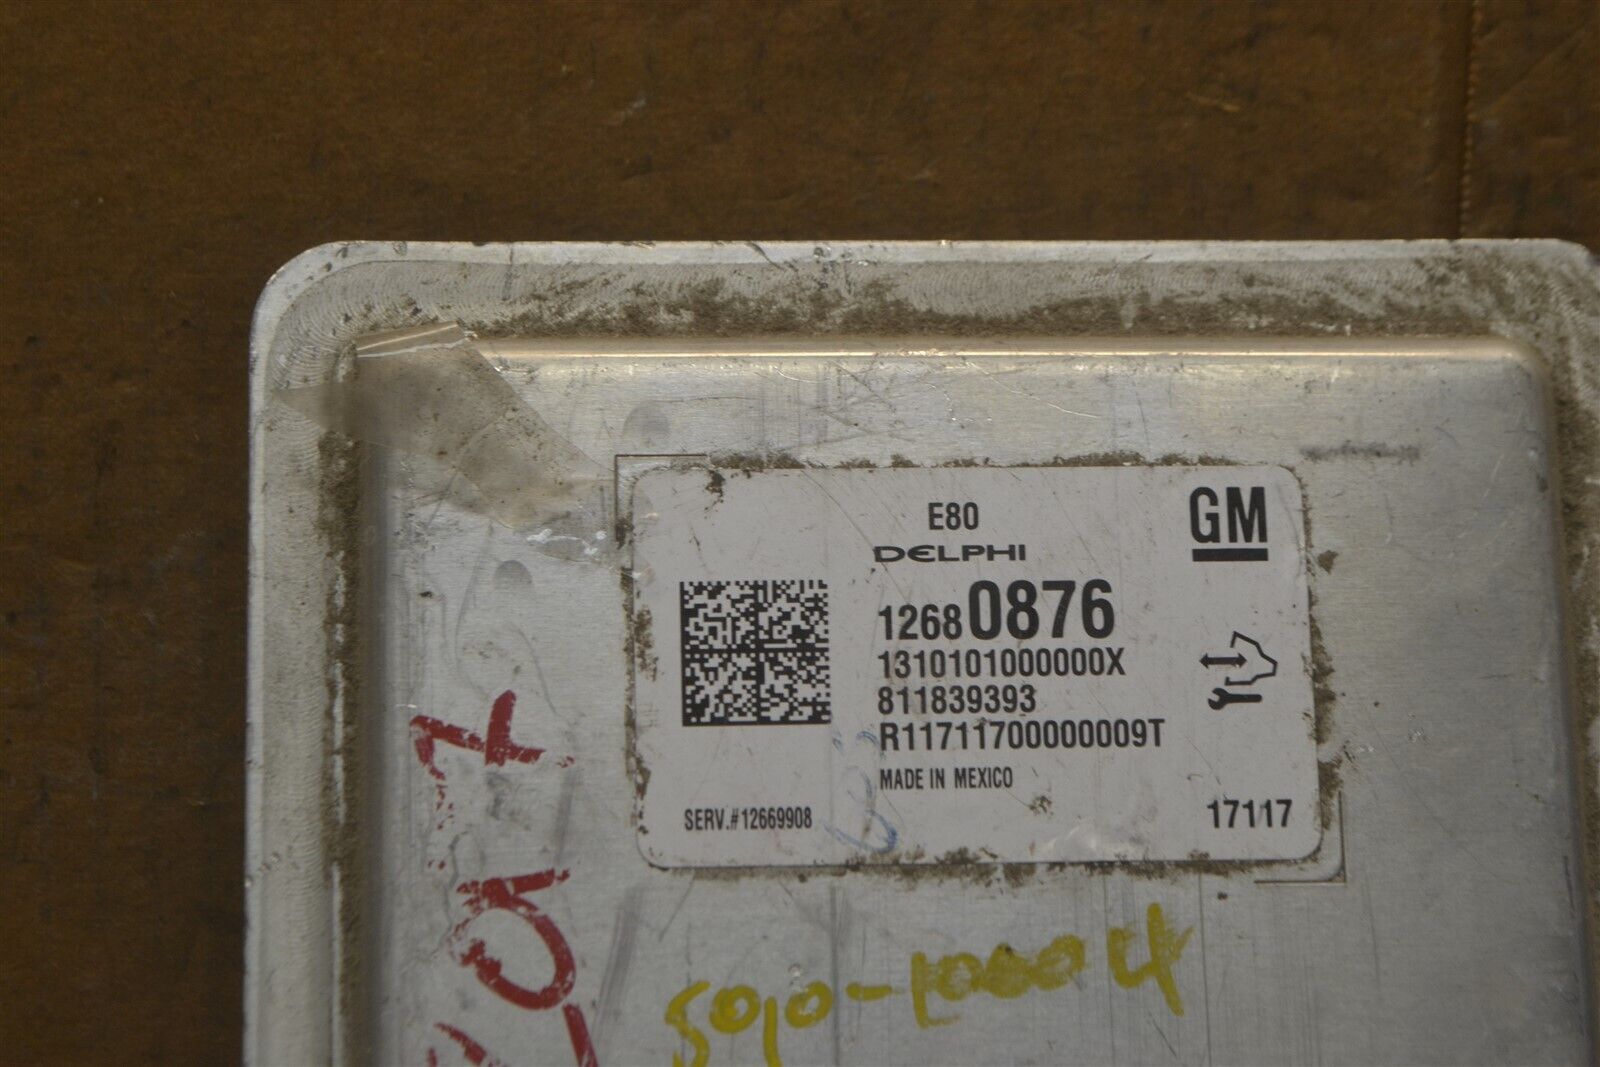 E80
GM
DELPHI
12680876
1310101000000X
811839393
R11711700000009T
MADE IN MEXICO
SERV.#12669908
17117
5010-10004